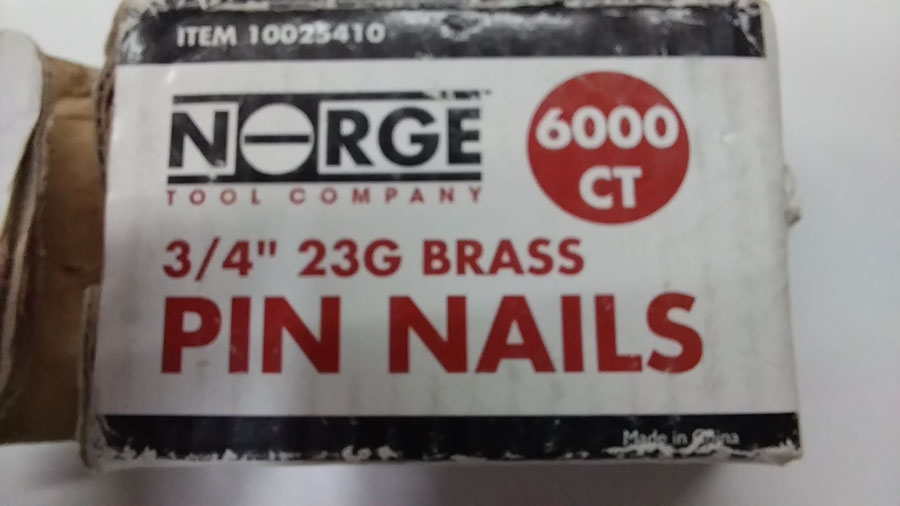 ITEM 10025410
NORGE
TOOL COMPANY
6000
CT
3/4" 23G BRASS
PIN NAILS
Made in China